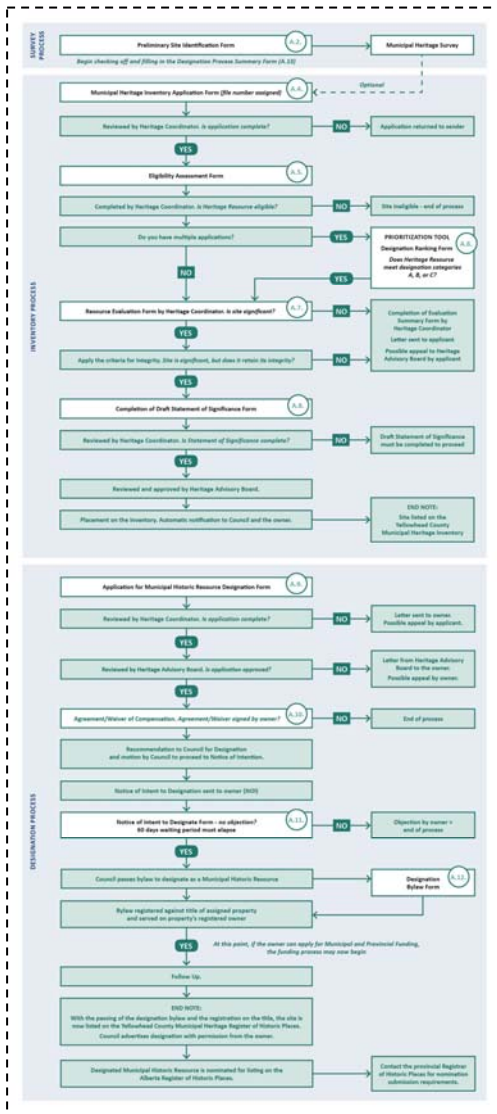 SURVEY
PROCESS
Preliminary Site Identification Form
A.2.
Municipal Heritage Survey
Begin checking off and filling in the Designation Process Summary Form (A.13)
Optional
INVENTORY PROCESS
Municipal Heritage Inventory Application Form (file number assigned)
A.4.
Reviewed by Heritage Coordinator. Is application complete?
NO
Application returned to sender
YES
Eligibility Assessment Form
A.5.
Completed by Heritage Coordinator. Is Heritage Resource eligible?
NO
Site ineligible - end of process
Do you have multiple applications?
YES
PRIORITIZATION TOOL
Designation Ranking Form
Does Heritage Resource
meet designation categories
A, B, or C?
NO
YES
Resource Evaluation Form by Heritage Coordinator. Is site significant?
A.7.
NO
Completion of Evaluation
Summary Form by
Heritage Coordinator
Letter sent to applicant
Possible appeal to Heritage
Advisory Board by applicant
YES
Apply the criteria for Integrity. Site is significant, but does it retain its integrity?
NO
YES
Completion of Draft Statement of Significance Form
A.8.
Reviewed by Heritage Coordinator. Is Statement of Significance complete?
NO
Draft Statement of Significance
must be completed to proceed
YES
Reviewed and approved by Heritage Advisory Board.
Placement on the Inventory. Automatic notification to Council and the owner.
END NOTE:
Site listed on the
Yellowhead County
Municipal Heritage Inventory
DESIGNATION PROCESS
Application for Municipal Historic Resource Designation Form
A.9.
Reviewed by Heritage Coordinator. Is application complete?
NO
Letter sent to owner.
Possible appeal by applicant.
YES
Reviewed by Heritage Advisory Board. Is application approved?
NO
Letter from Heritage Advisory
Board to the owner.
Possible appeal by owner.
YES
Agreement/Waiver of Compensation. Agreement/Waiver signed by owner?
A.10.
NO
End of process
Recommendation to Council for Designation
and motion by Council to proceed to Notice of Intention.
Notice of Intent to Designation sent to owner (NOI)
Notice of Intent to Designate Form - no objection?
60 days waiting period must elapse
A.11.
NO
Objection by owner =
end of process
YES
Council passes bylaw to designate as a Municipal Historic Resource
Designation
Bylaw Form
A.12.
Bylaw registered against title of assigned property
and served on property's registered owner
YES
At this point, if the owner can apply for Municipal and Provincial Funding,
the funding process may now begin
Follow Up.
END NOTE:
With the passing of the designation bylaw and the registration on the title, the site is
now listed on the Yellowhead County Municipal Heritage Register of Historic Places.
Council advertises designation with permission from the owner.
Designated Municipal Historic Resource is nominated for listing on the
Alberta Register of Historic Places.
Contact the provincial Registrar
of Historic Places for nomination
submission requirements.